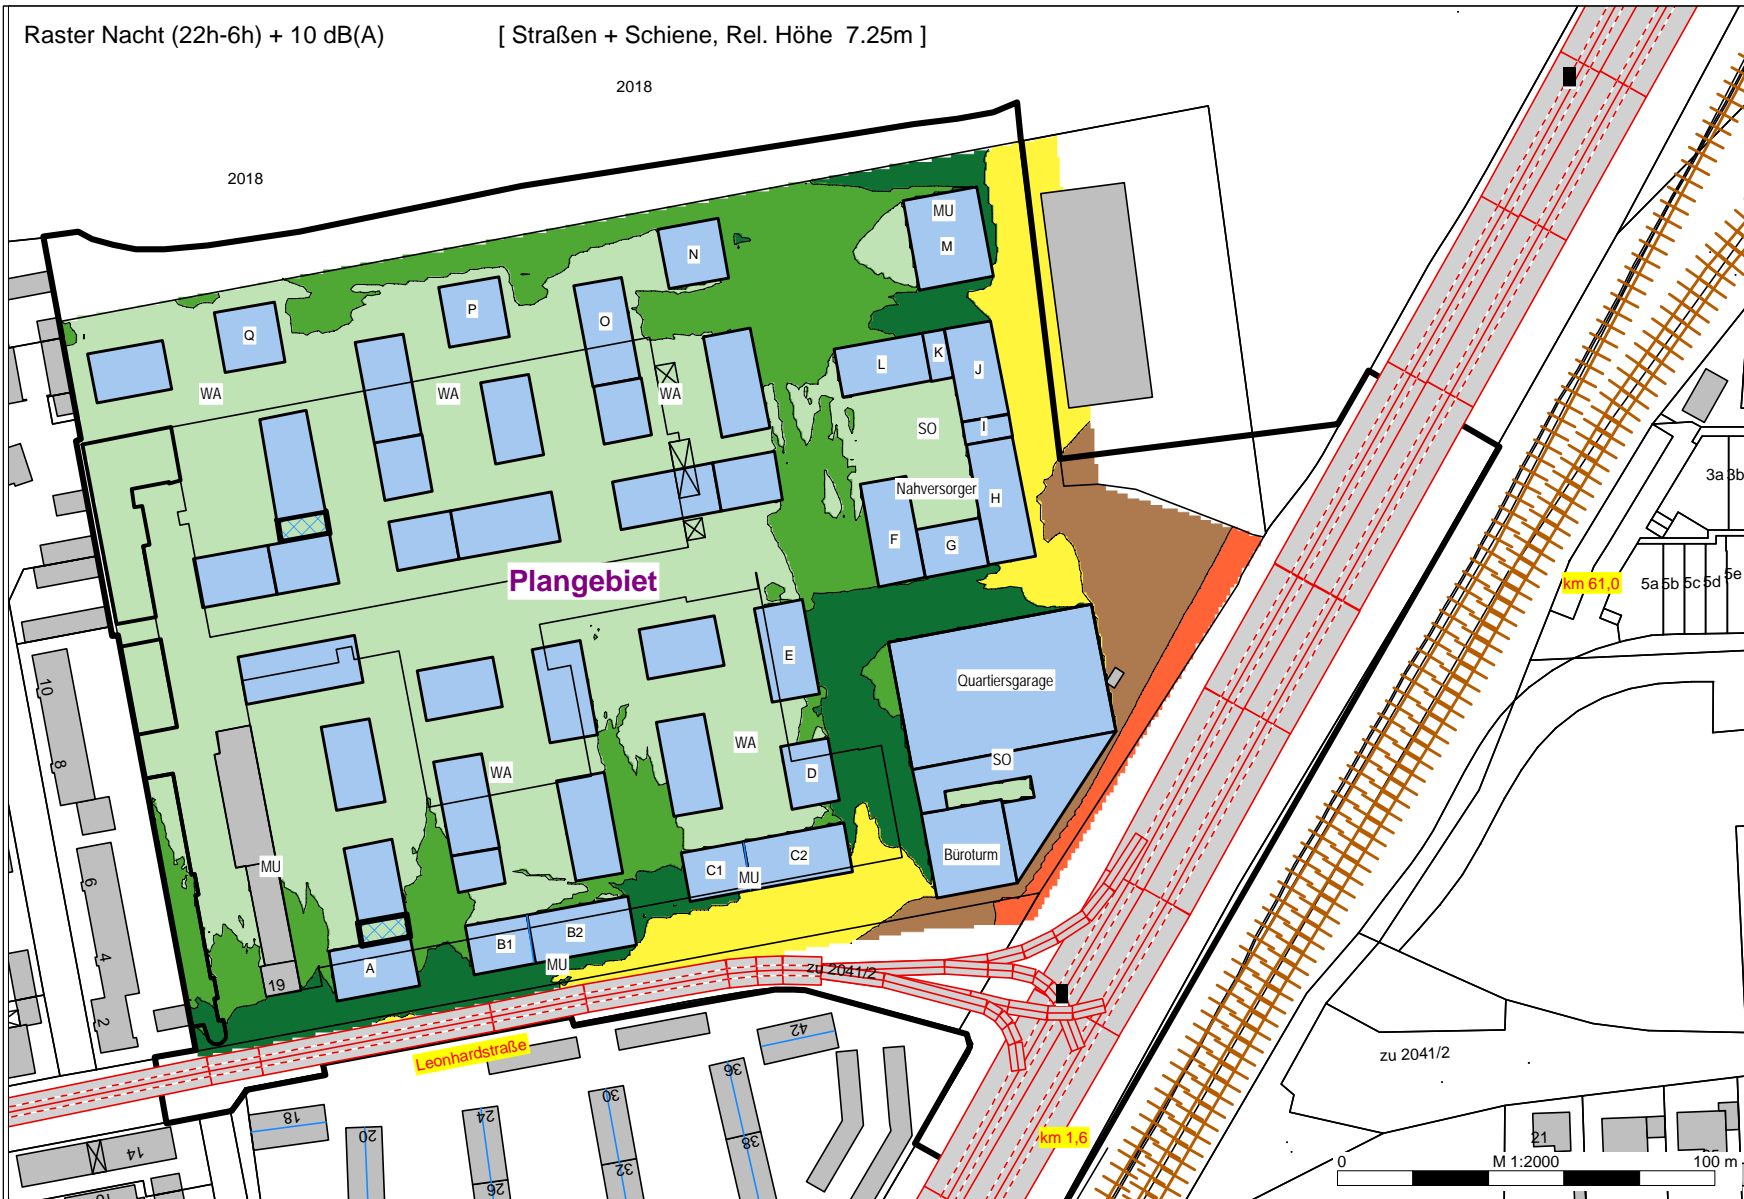 Raster Nacht (22h-6h) + 10 dB(A) [ Straßen + Schiene, Rel. Höhe 7.25m ]
2018
2018
MU
M
N
P
O
Q
L
K
J
WA
WA
WA
SO
I
3a 3b
Nahversorger
H
F
G
Plangebiet
km 61,0
5a 5b 5c 5d 5e
E
Quartiersgarage
10
8
WA
SO
WA
D
Büroturm
C1
C2
MU
MU
6
4
2
B1
B2
MU
A
19
zu 2041/2
Leonhardstraße
42
zu 2041/2
36
30
24
18
20
14
38
32
26
km 1,6
21
0 M 1:2000 100 m